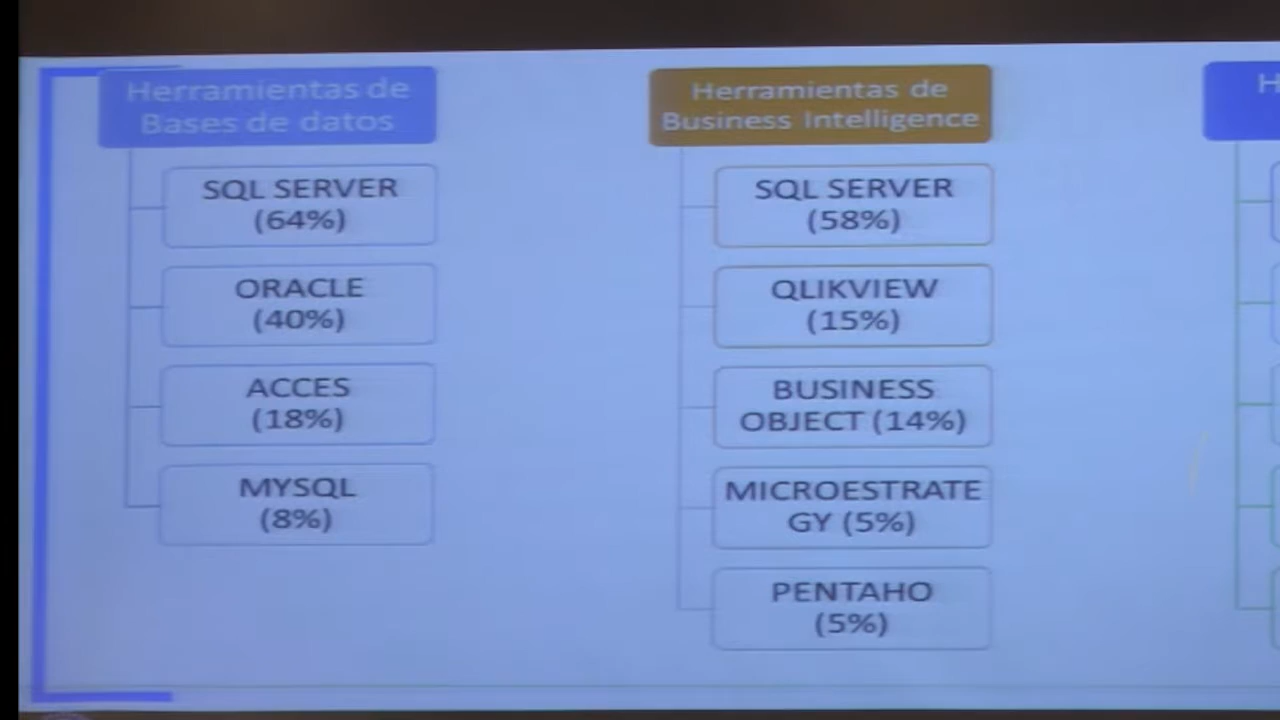 Herramientas de
Bases de datos
SQL SERVER
(64%)
ORACLE
(40%)
ACCES
(18%)
MYSQL
(8%)
Herramientas de
Business Intelligence
SQL SERVER
(58%)
QLIKVIEW
(15%)
BUSINESS
OBJECT (14%)
MICROESTRATE
GY (5%)
PENTAHO
(5%)
H